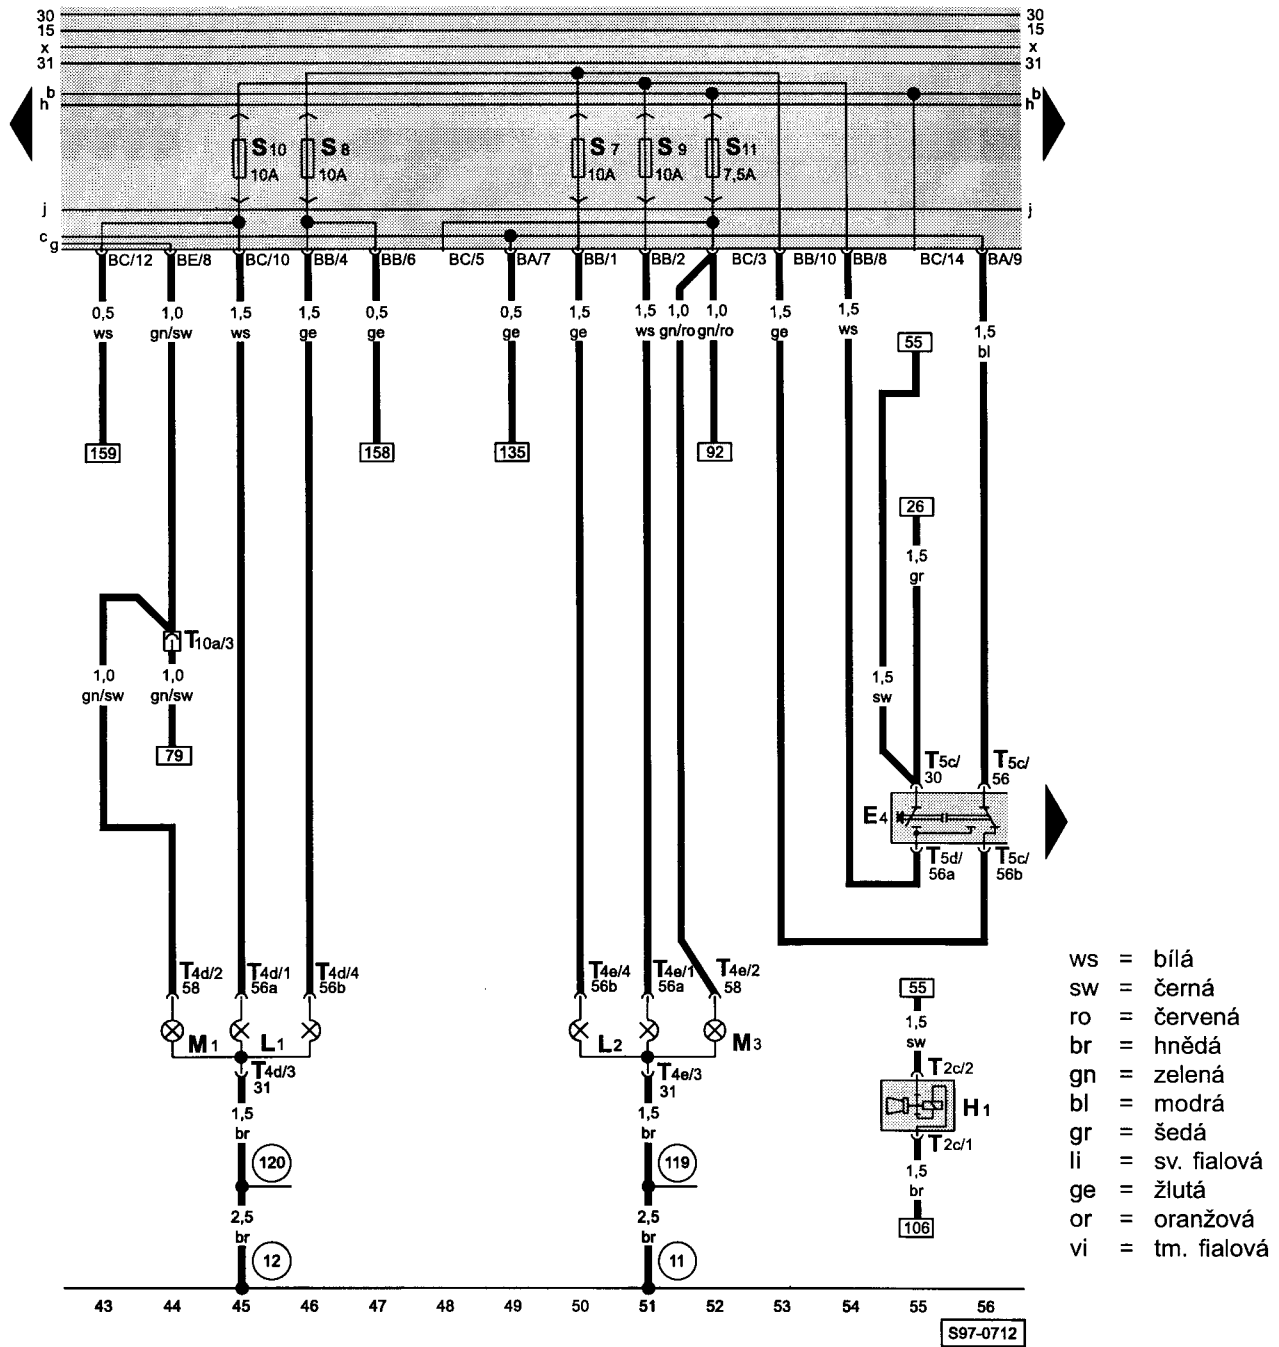 30 30
15 15
x x
31 31
b b
h h
S10 S8 S7 S9 S11
10A 10A 10A 10A 7,5A
j j
c
g
BC/12 BE/8 BC/10 BB/4 BB/6 BC/5 BA/7 BB/1 BB/2 BC/3 BB/10 BB/8 BC/14 BA/9
0,5 1,0 1,5 1,5 0,5 0,5 1,5 1,5 1,0 1,0 1,5 1,5 1,5
ws gn/sw ws ge ge ge ge ws gn/ro gn/ro ge ws bl
55
159 158 135 92
26
1,5
gr
T10a/3
1,0 1,0 1,5
gn/sw gn/sw sw
79
T5c/ T5c/
30 56
E4
T5d/ T5c/
56a 56b
T4d/2 T4d/1 T4d/4 T4e/4 T4e/1 T4e/2
58 56a 56b 56b 56a 58
M1 L1 L2 M3
T4d/3 T4e/3
31 31
1,5 1,5
br br
120 119
2,5 2,5
br br
12 11
55
1,5
sw
T2c/2
H1
T2c/1
1,5
br
106
43 44 45 46 47 48 49 50 51 52 53 54 55 56
S97-0712
ws = bílá
sw = černá
ro = červená
br = hnědá
gn = zelená
bl = modrá
gr = šedá
li = sv. fialová
ge = žlutá
or = oranžová
vi = tm. fialová